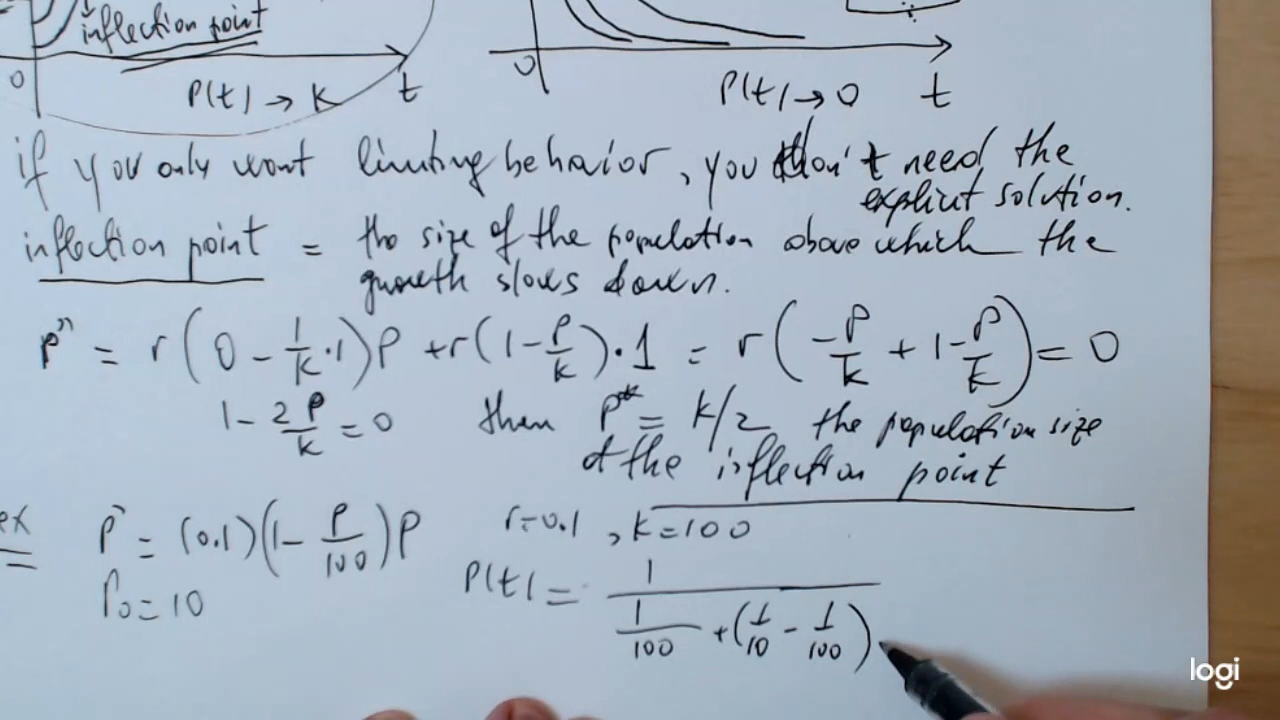 inflection point
0
P(t) → K
t
0
P(t) → 0
t
if you only want limiting behavior, you don't need the
explicit solution.
inflection point = the size of the population above which the
growth slows down.
P'' = r(0 - 1/K·1)P + r(1 - P/K)·1 = r(-P/K + 1 - P/K) = 0
1 - 2P/K = 0 then P* = K/2 the population size
at the inflection point
ex P' = (0.1)(1 - P/100)P r=0.1, K=100
P0 = 10 P(t) = 1/(1/100 + (1/10 - 1/100)
logi